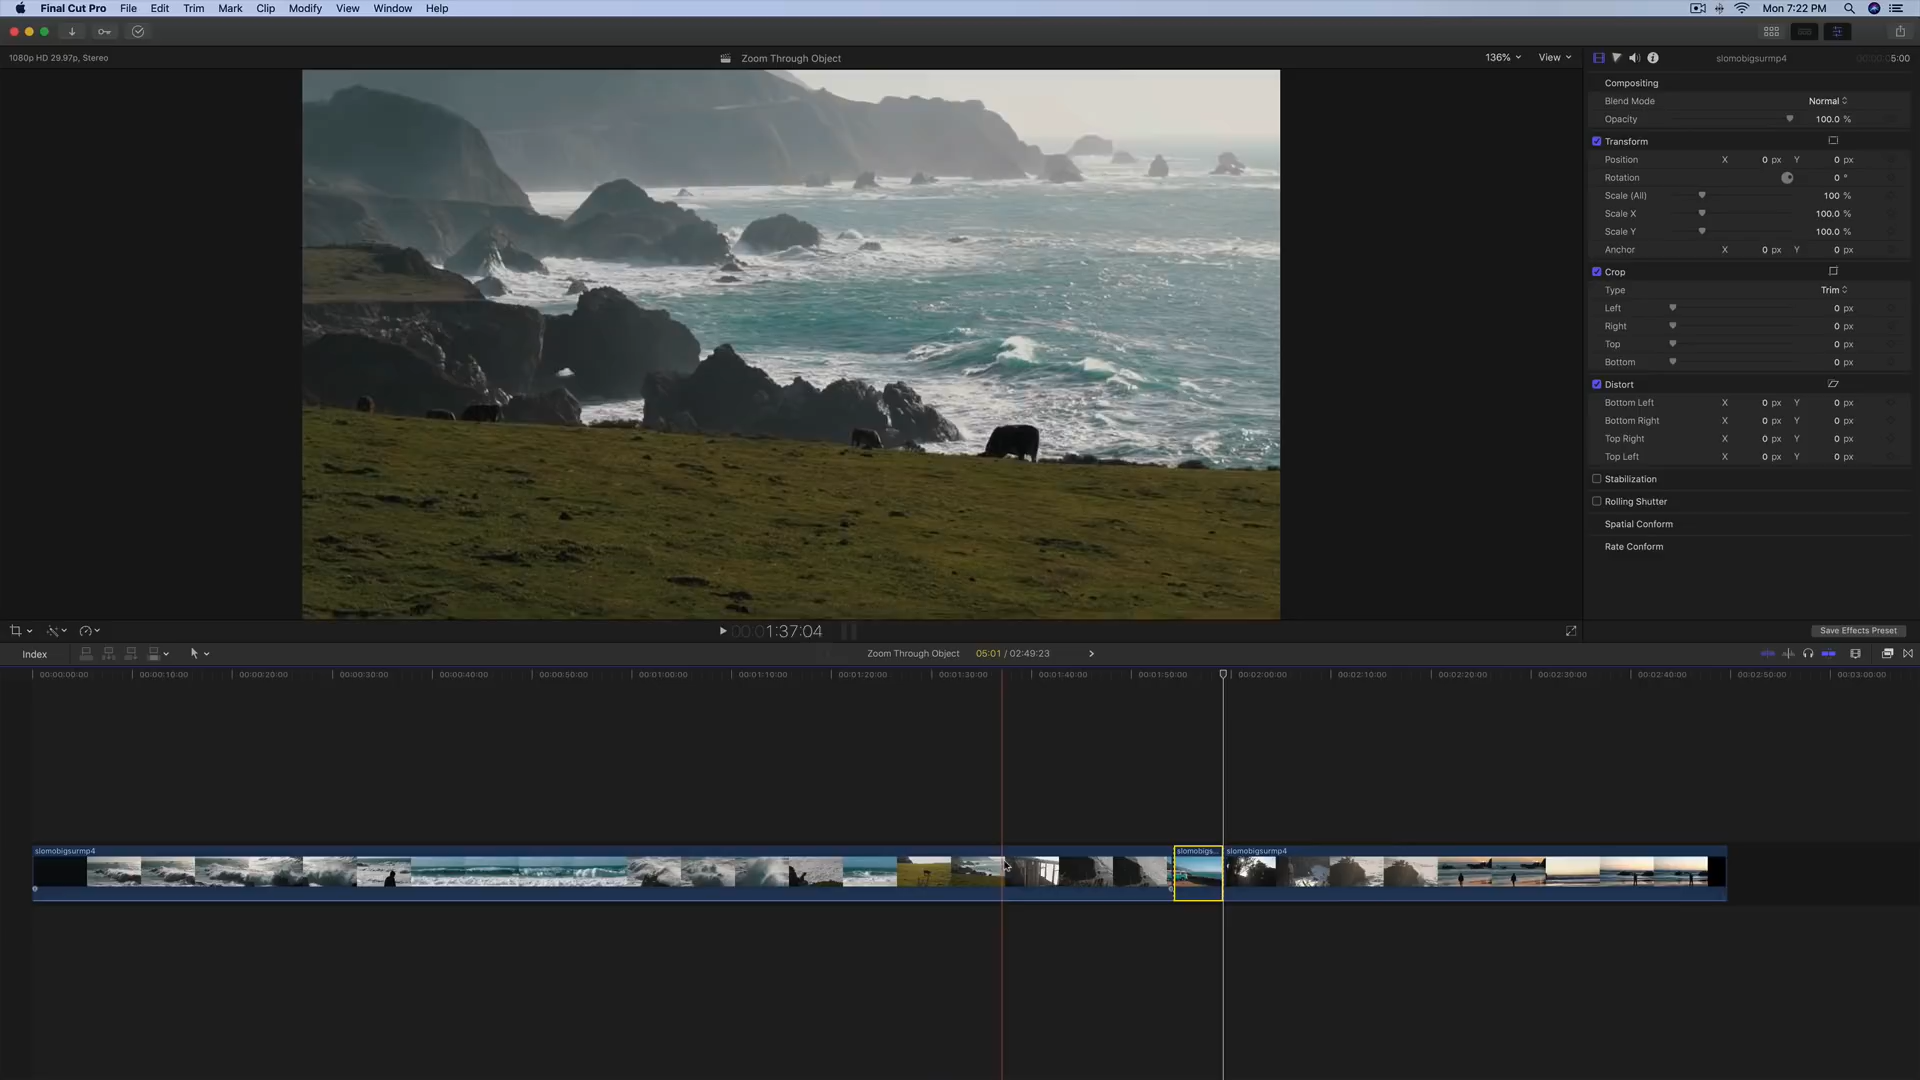 Final Cut Pro File Edit Trim Mark Clip Modify View Window Help Mon 7:22 PM
1080p HD 29.97p, Stereo Zoom Through Object 136% View slomobigsurmp4 00:00:05:00
Compositing
Blend Mode Normal
Opacity 100.0 %
Transform
Position X 0 px Y 0 px
Rotation 0 °
Scale (All) 100 %
Scale X 100.0 %
Scale Y 100.0 %
Anchor X 0 px Y 0 px
Crop
Type Trim
Left 0 px
Right 0 px
Top 0 px
Bottom 0 px
Distort
Bottom Left X 0 px Y 0 px
Bottom Right X 0 px Y 0 px
Top Right X 0 px Y 0 px
Top Left X 0 px Y 0 px
Stabilization
Rolling Shutter
Spatial Conform
Rate Conform
00:01:37:04 Save Effects Preset
Index Zoom Through Object 05:01 / 02:49:23
00:00:00:00 00:00:10:00 00:00:20:00 00:00:30:00 00:00:40:00 00:00:50:00 00:01:00:00 00:01:10:00 00:01:20:00 00:01:30:00 00:01:40:00 00:01:50:00 00:02:00:00 00:02:10:00 00:02:20:00 00:02:30:00 00:02:40:00 00:02:50:00 00:03:00:00
slomobigsurmp4 slomobigs... slomobigsurmp4